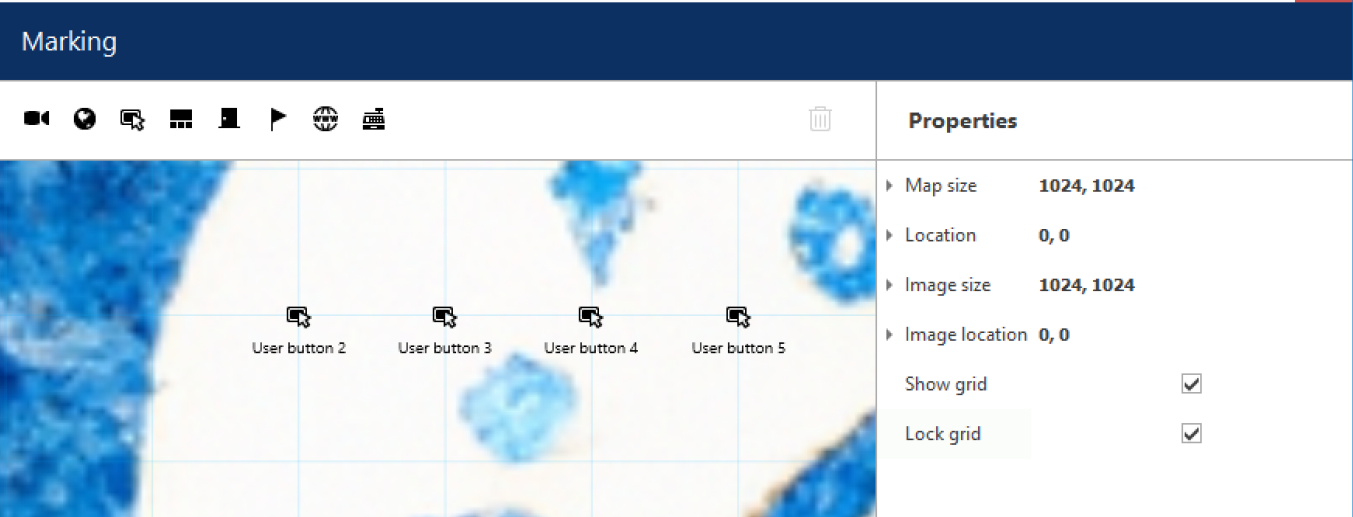 Marking
www
Properties
Map size 1024, 1024
Location 0, 0
Image size 1024, 1024
Image location 0, 0
Show grid
Lock grid
User button 2 User button 3 User button 4 User button 5